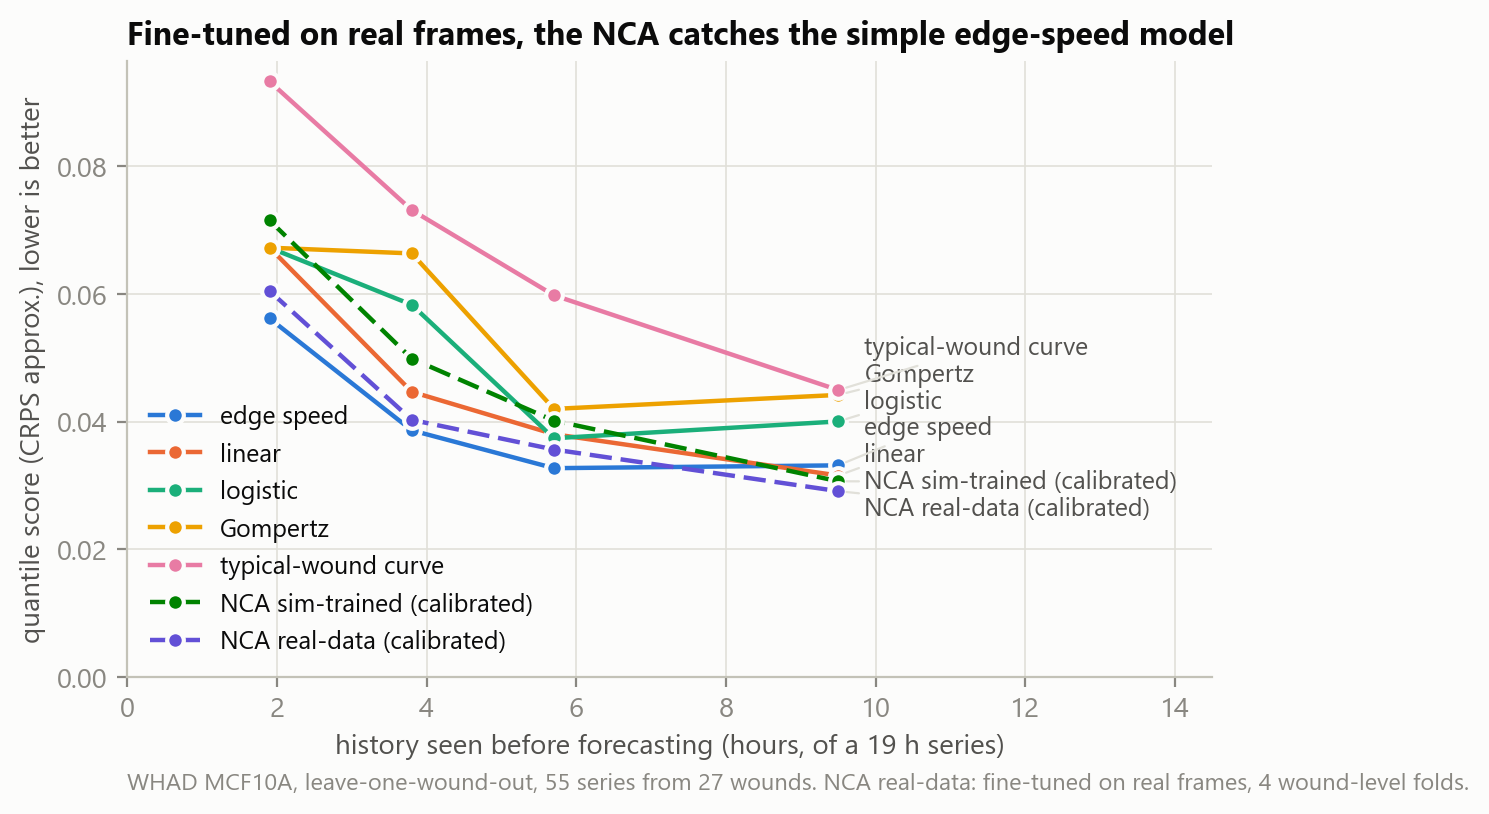 Fine-tuned on real frames, the NCA catches the simple edge-speed model
quantile score (CRPS approx.), lower is better
0.08
0.06
0.04
0.02
0.00
typical-wound curve
Gompertz
logistic
edge speed
linear
NCA sim-trained (calibrated)
NCA real-data (calibrated)
edge speed
linear
logistic
Gompertz
typical-wound curve
NCA sim-trained (calibrated)
NCA real-data (calibrated)
0 2 4 6 8 10 12 14
history seen before forecasting (hours, of a 19 h series)
WHAD MCF10A, leave-one-wound-out, 55 series from 27 wounds. NCA real-data: fine-tuned on real frames, 4 wound-level folds.